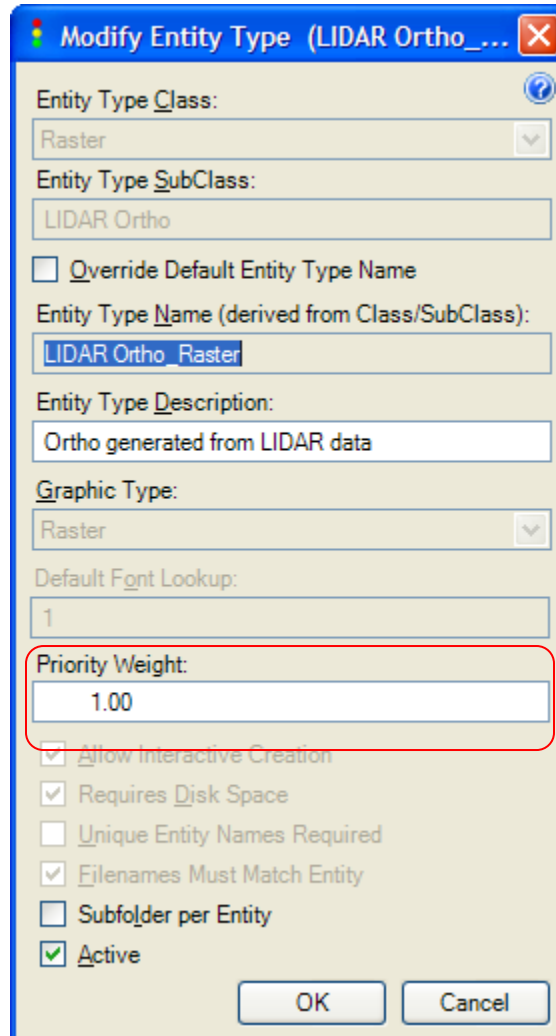 Modify Entity Type (LIDAR Ortho_...
Entity Type Class:
Raster
Entity Type SubClass:
LIDAR Ortho
Override Default Entity Type Name
Entity Type Name (derived from Class/SubClass):
LIDAR Ortho_Raster
Entity Type Description:
Ortho generated from LIDAR data
Graphic Type:
Raster
Default Font Lookup:
1
Priority Weight:
1.00
Allow Interactive Creation
Requires Disk Space
Unique Entity Names Required
Filenames Must Match Entity
Subfolder per Entity
Active
OK Cancel